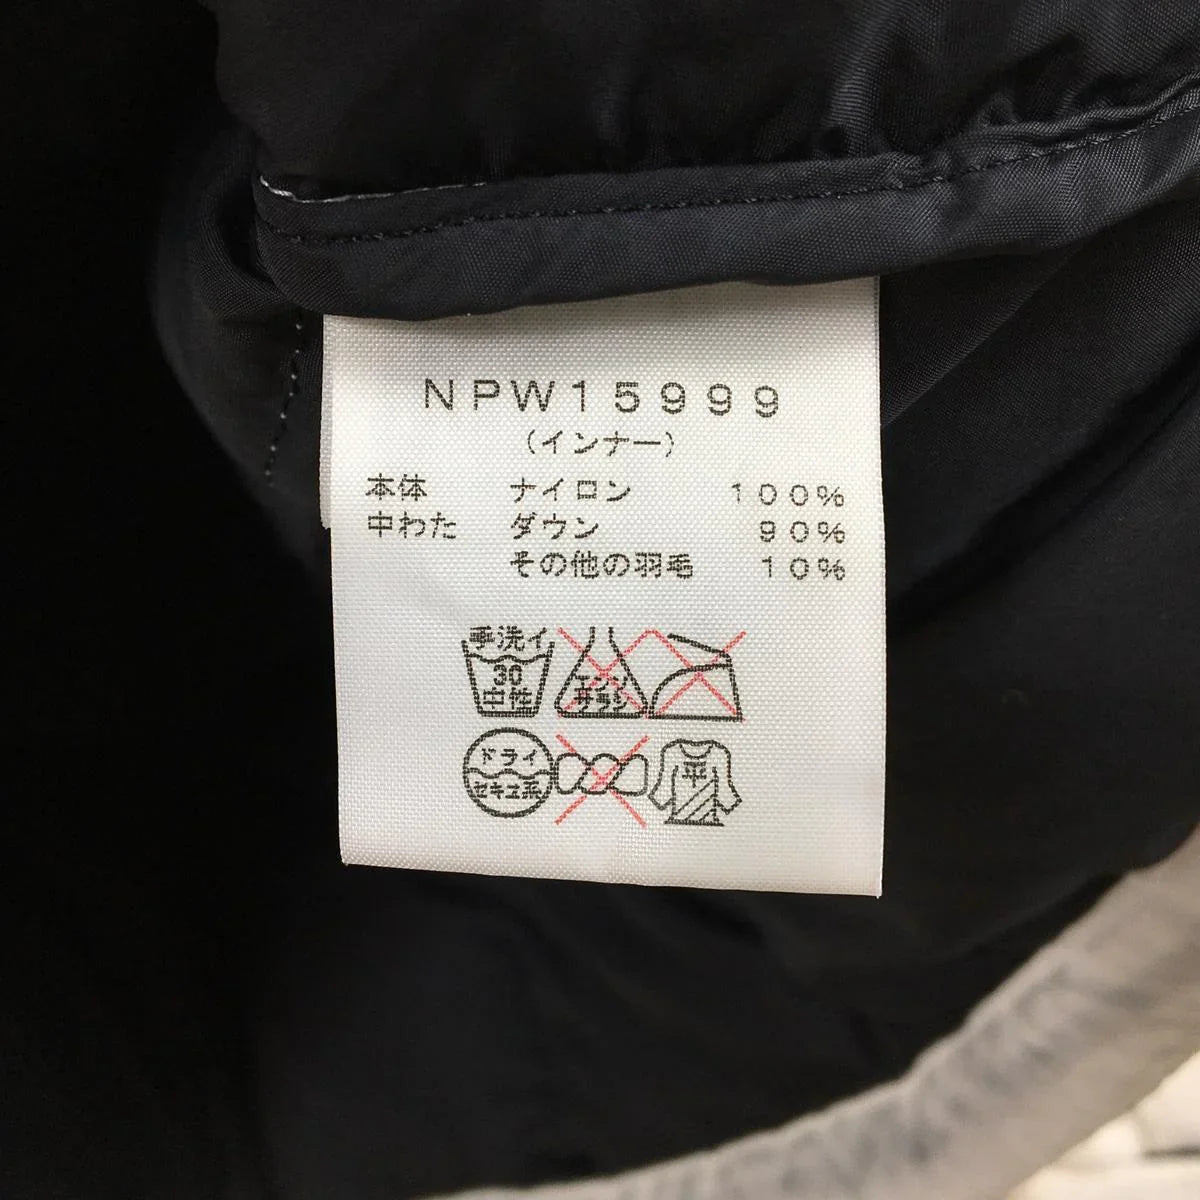 NPW15999
（インナー）
本体 ナイロン 100%
中わた ダウン 90%
その他の羽毛 10%
手洗イ
30
中性
エンソ
サラシ
ドライ
セキユ系
平